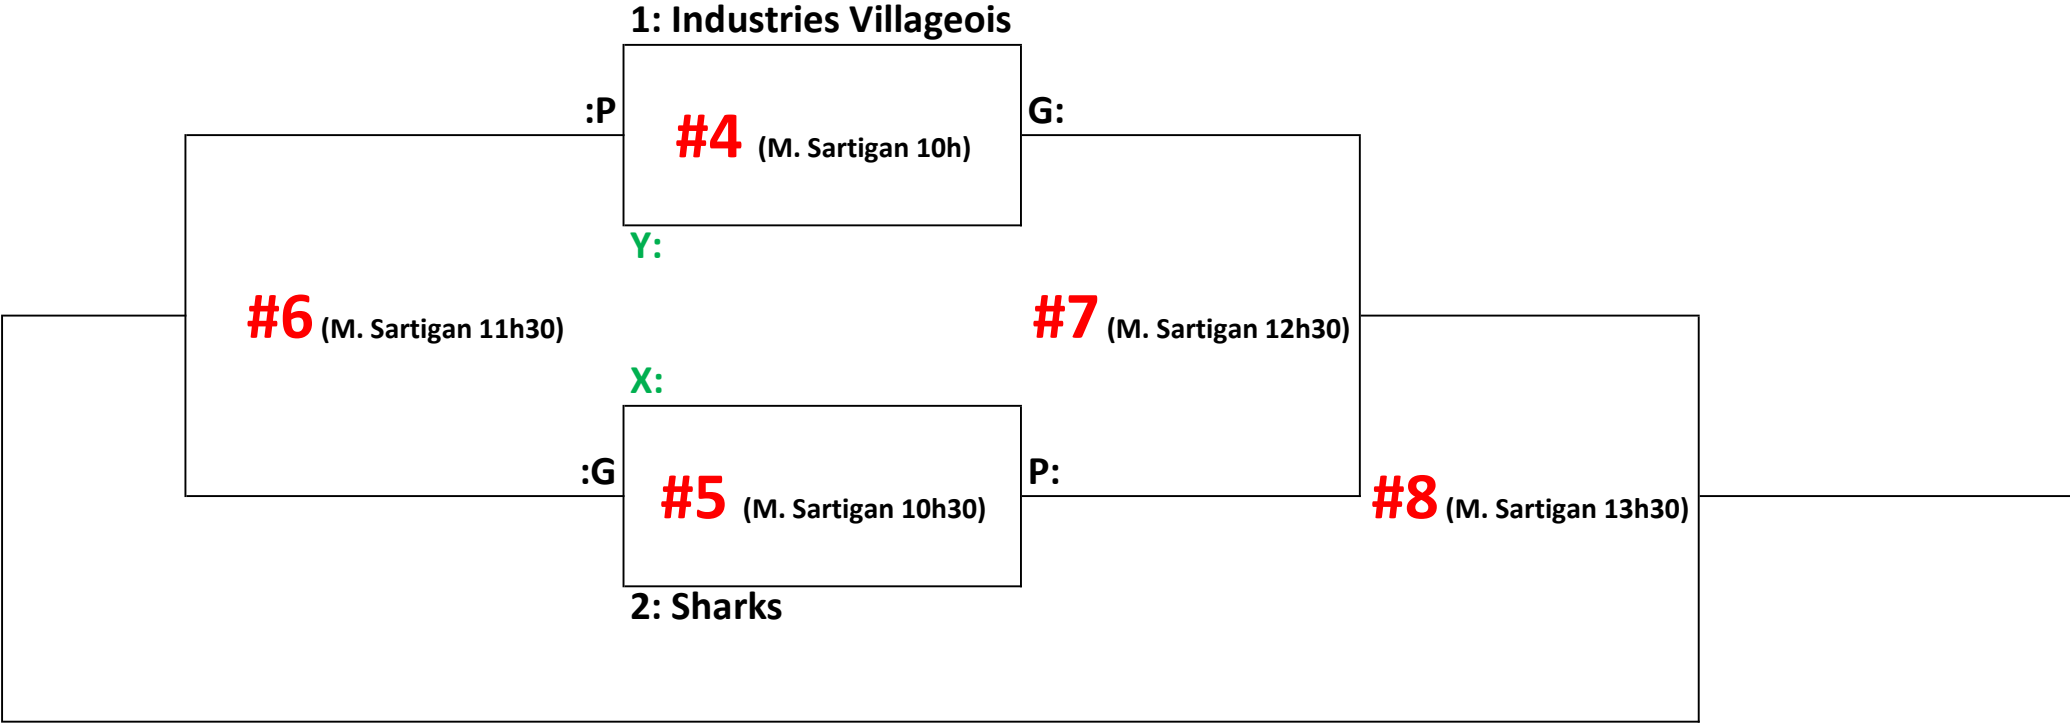 1: Industries Villageois
:P
G:
#4 (M. Sartigan 10h)
Y:
#6 (M. Sartigan 11h30)
#7 (M. Sartigan 12h30)
X:
:G
P:
#5 (M. Sartigan 10h30)
#8 (M. Sartigan 13h30)
2: Sharks